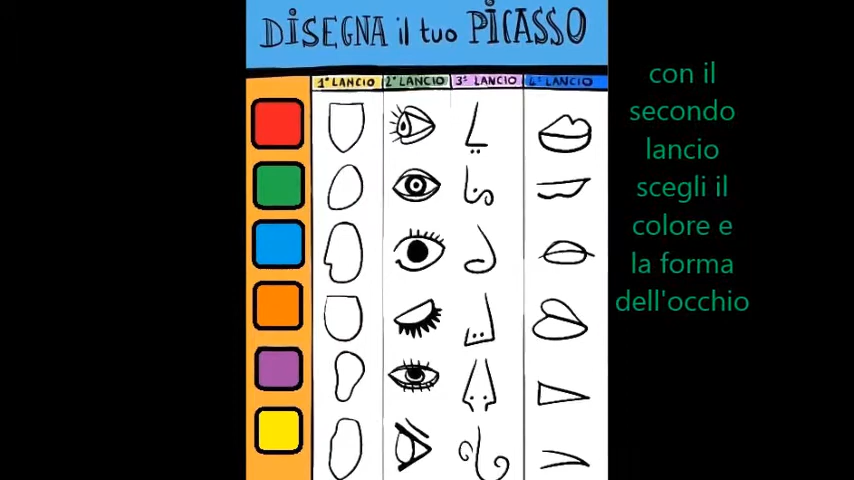 DISEGNA il tuo PICASSO
1° LANCIO 2° LANCIO 3° LANCIO 4° LANCIO
con il
secondo
lancio
scegli il
colore e
la forma
dell'occhio